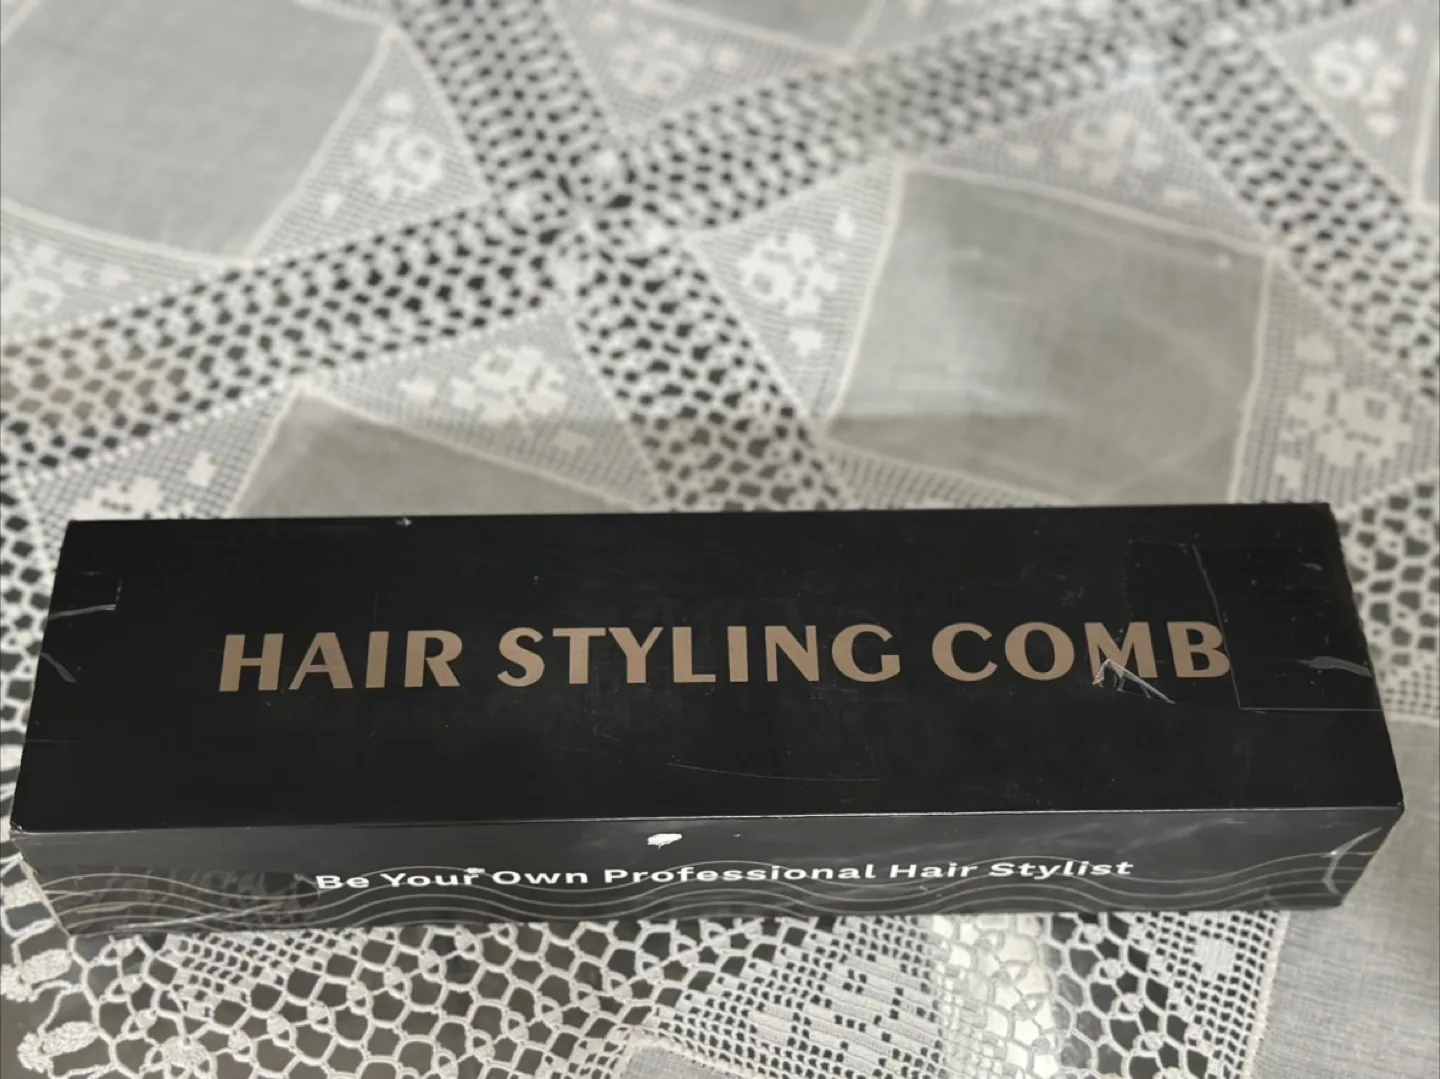 HAIR STYLING COMB
Be Your Own Professional Hair Stylist